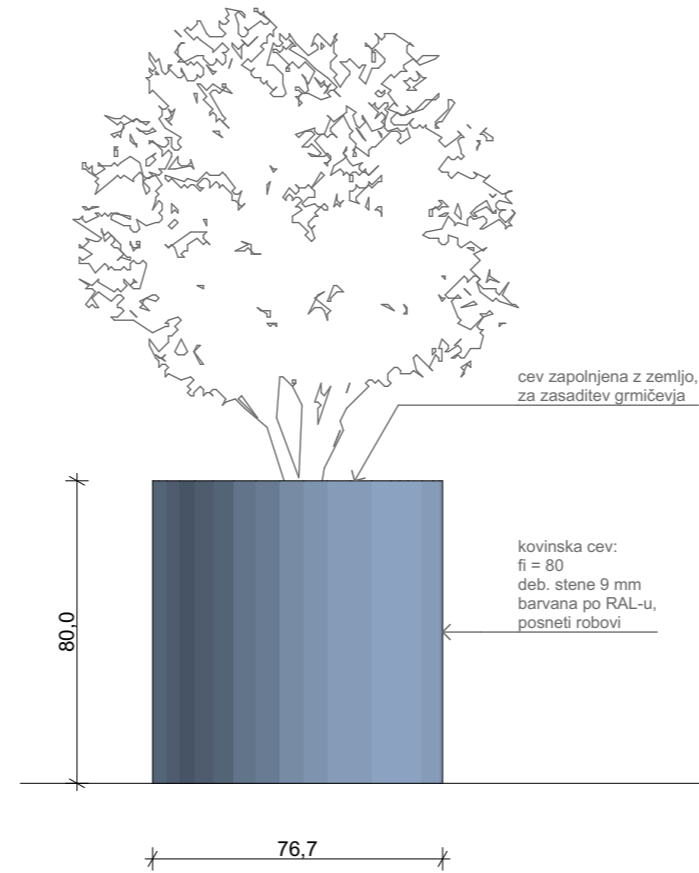 cev zapolnjena z zemljo,
za zasaditev grmičevja
kovinska cev:
fi = 80
deb. stene 9 mm
barvana po RAL-u,
posneti robovi
80,0
76,7